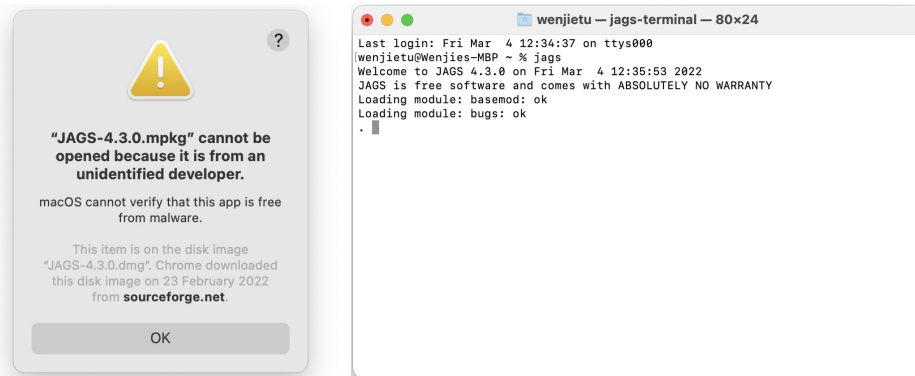 ?
“JAGS-4.3.0.mpkg” cannot be
opened because it is from an
unidentified developer.
macOS cannot verify that this app is free
from malware.
This item is on the disk image
“JAGS-4.3.0.dmg”. Chrome downloaded
this disk image on 23 February 2022
from sourceforge.net.
OK
wenjietu — jags-terminal — 80×24
Last login: Fri Mar  4 12:34:37 on ttys000
[wenjietu@Wenjies-MBP ~ % jags
Welcome to JAGS 4.3.0 on Fri Mar  4 12:35:53 2022
JAGS is free software and comes with ABSOLUTELY NO WARRANTY
Loading module: basemod: ok
Loading module: bugs: ok
.